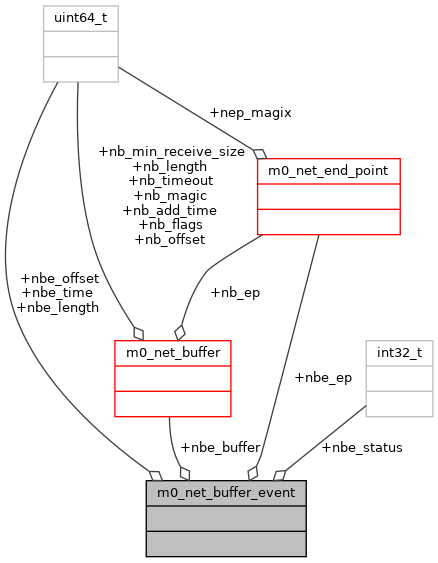 uint64_t
+nep_magix
+nb_min_receive_size
+nb_length
+nb_timeout
+nb_magic
+nb_add_time
+nb_flags
+nb_offset
m0_net_end_point
+nbe_offset
+nbe_time
+nbe_length
+nb_ep
m0_net_buffer
int32_t
+nbe_ep
+nbe_buffer
+nbe_status
m0_net_buffer_event